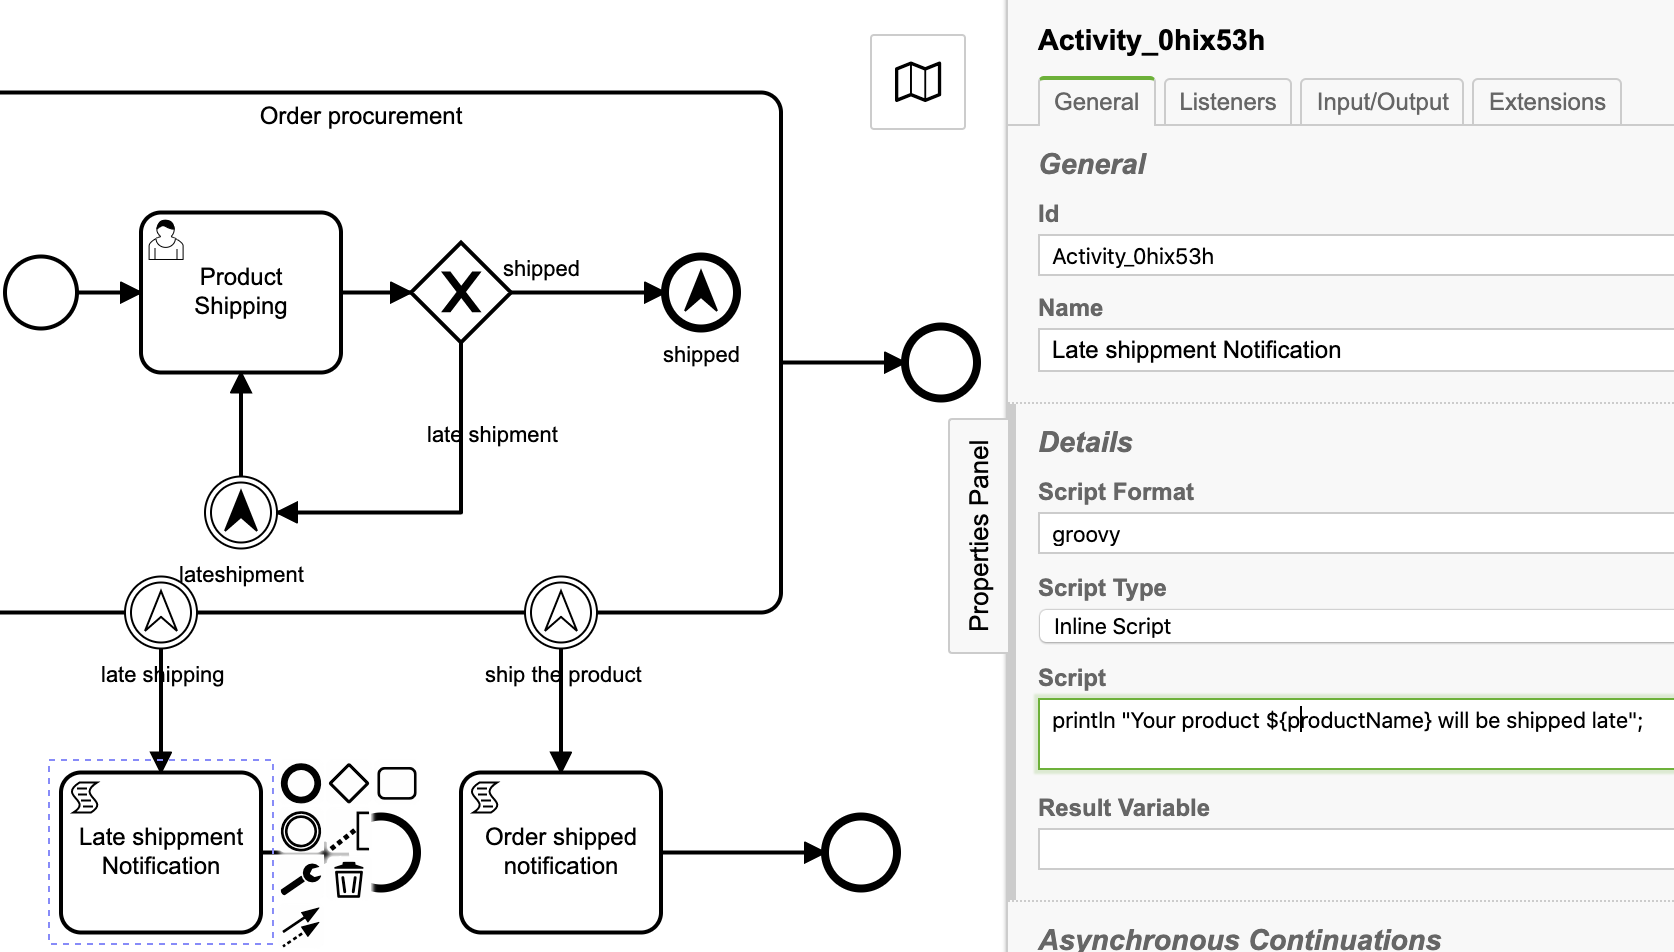 Order procurement
Product
Shipping
shipped
shipped
late shipment
lateshipment
late shipping
ship the product
Late shippment
Notification
Order shipped
notification
Properties Panel
Activity_0hix53h
General
Listeners
Input/Output
Extensions
General
Id
Activity_0hix53h
Name
Late shippment Notification
Details
Script Format
groovy
Script Type
Inline Script
Script
println "Your product ${productName} will be shipped late";
Result Variable
Asynchronous Continuations